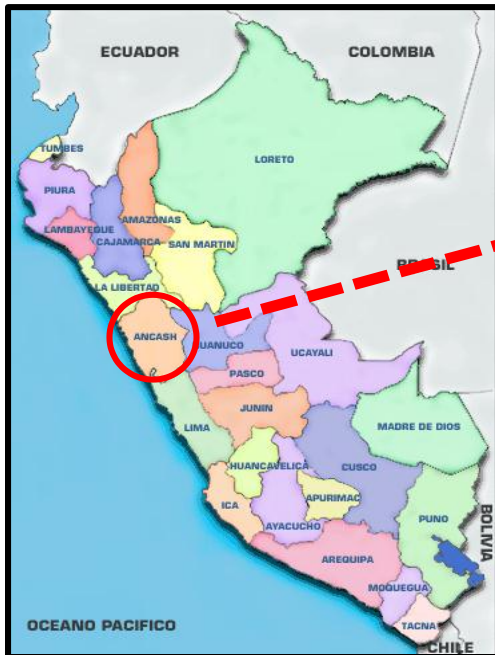 ECUADOR
COLOMBIA
TUMBES
LORETO
PIURA
AMAZONAS
LAMBAYEQUE
CAJAMARCA
SAN MARTIN
BRASIL
LA LIBERTAD
ANCASH
UANUCO
UCAYALI
PASCO
JUNIN
LIMA
MADRE DE DIOS
HUANCAVELICA
CUSCO
APURIMAC
ICA
AYACUCHO
PUNO
BOLIVIA
AREQUIPA
MOQUEGUA
OCEANO PACIFICO
TACNA
CHILE